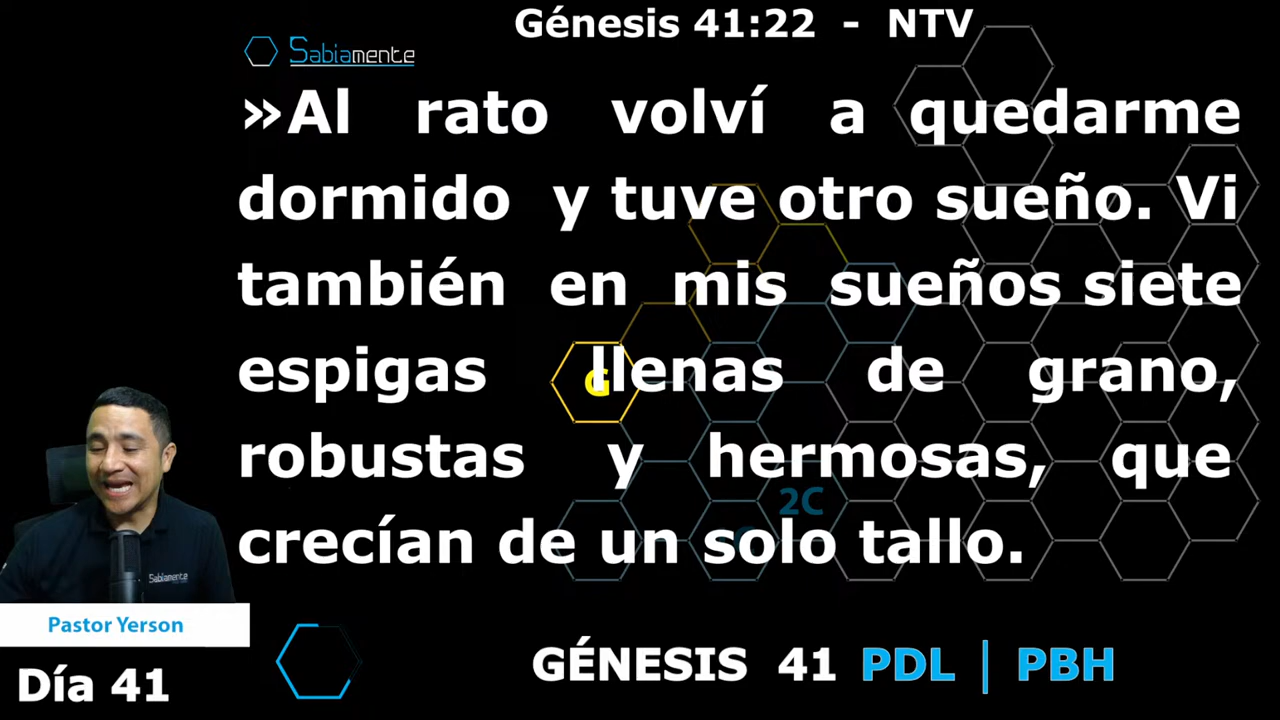 Génesis 41:22 - NTV
Sabiamente
»Al rato volví a quedarme
dormido y tuve otro sueño. Vi
también en mis sueños siete
espigas llenas de grano,
G
robustas y hermosas, que
2C
crecían de un solo tallo.
Sabiamente
Pastor Yerson
Día 41
GÉNESIS 41 PDL | PBH